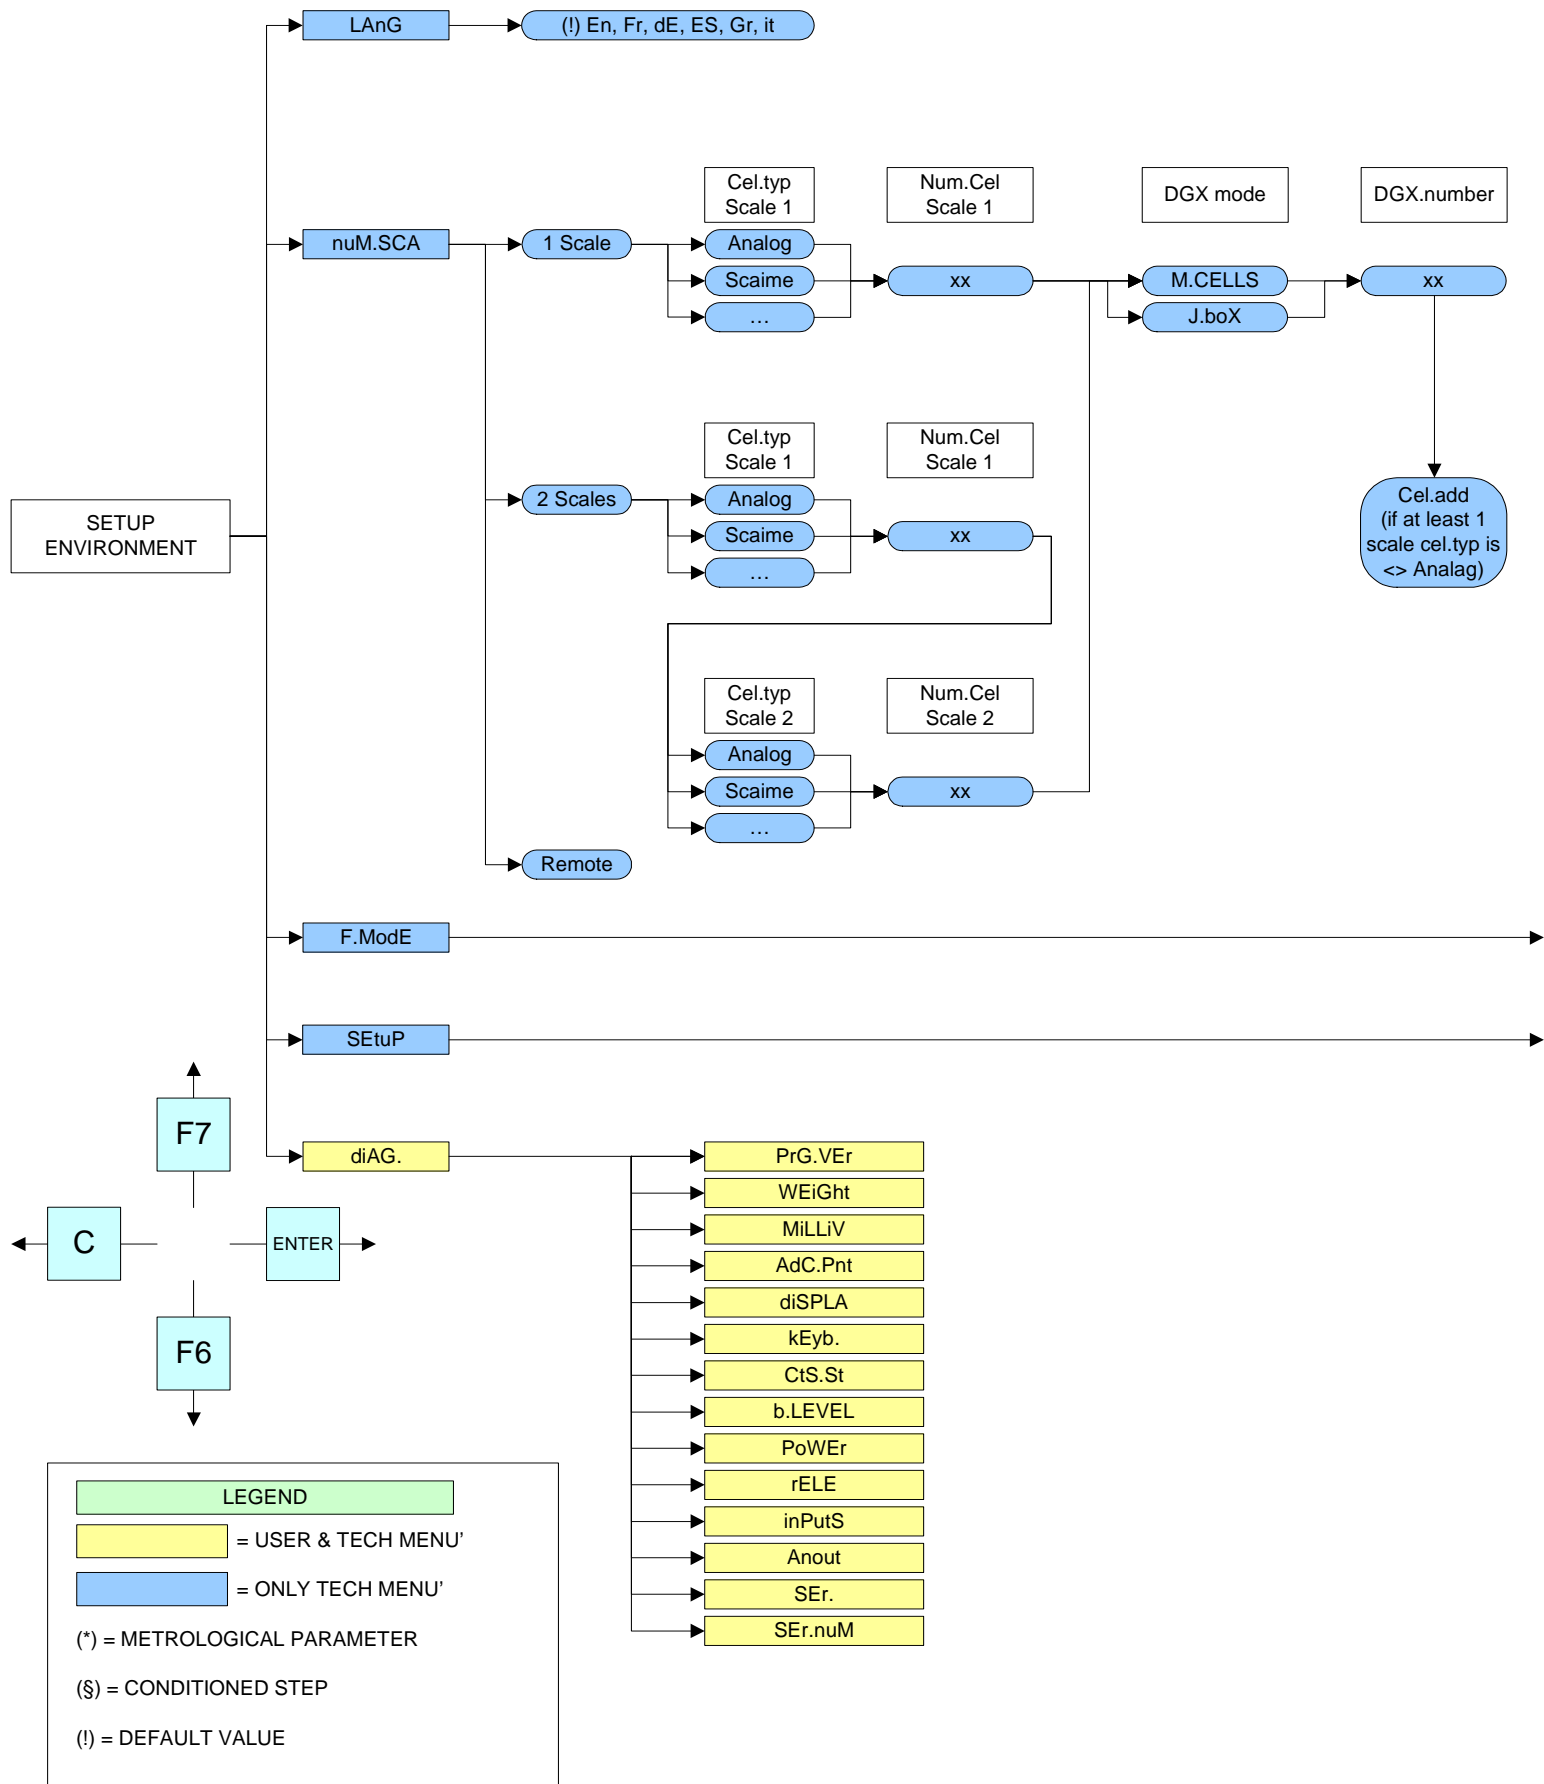 LAnG
(!) En, Fr, dE, ES, Gr, it
Cel.typ
Scale 1
Num.Cel
Scale 1
DGX mode
DGX.number
nuM.SCA
1 Scale
Analog
Scaime
xx
M.CELLS
xx
...
J.boX
Cel.typ
Scale 1
Num.Cel
Scale 1
2 Scales
Analog
Scaime
xx
...
Cel.add
(if at least 1
scale cel.typ is
<> Analag)
SETUP
ENVIRONMENT
Cel.typ
Scale 2
Num.Cel
Scale 2
Analog
Scaime
xx
...
Remote
F.ModE
SEtuP
diAG.
PrG.VEr
WEiGht
MiLLiV
AdC.Pnt
diSPLA
kEyb.
CtS.St
b.LEVEL
PoWEr
rELE
inPutS
Anout
SEr.
SEr.nuM
F7
C
ENTER
F6
LEGEND
= USER & TECH MENU’
= ONLY TECH MENU’
(*) = METROLOGICAL PARAMETER
(§) = CONDITIONED STEP
(!) = DEFAULT VALUE